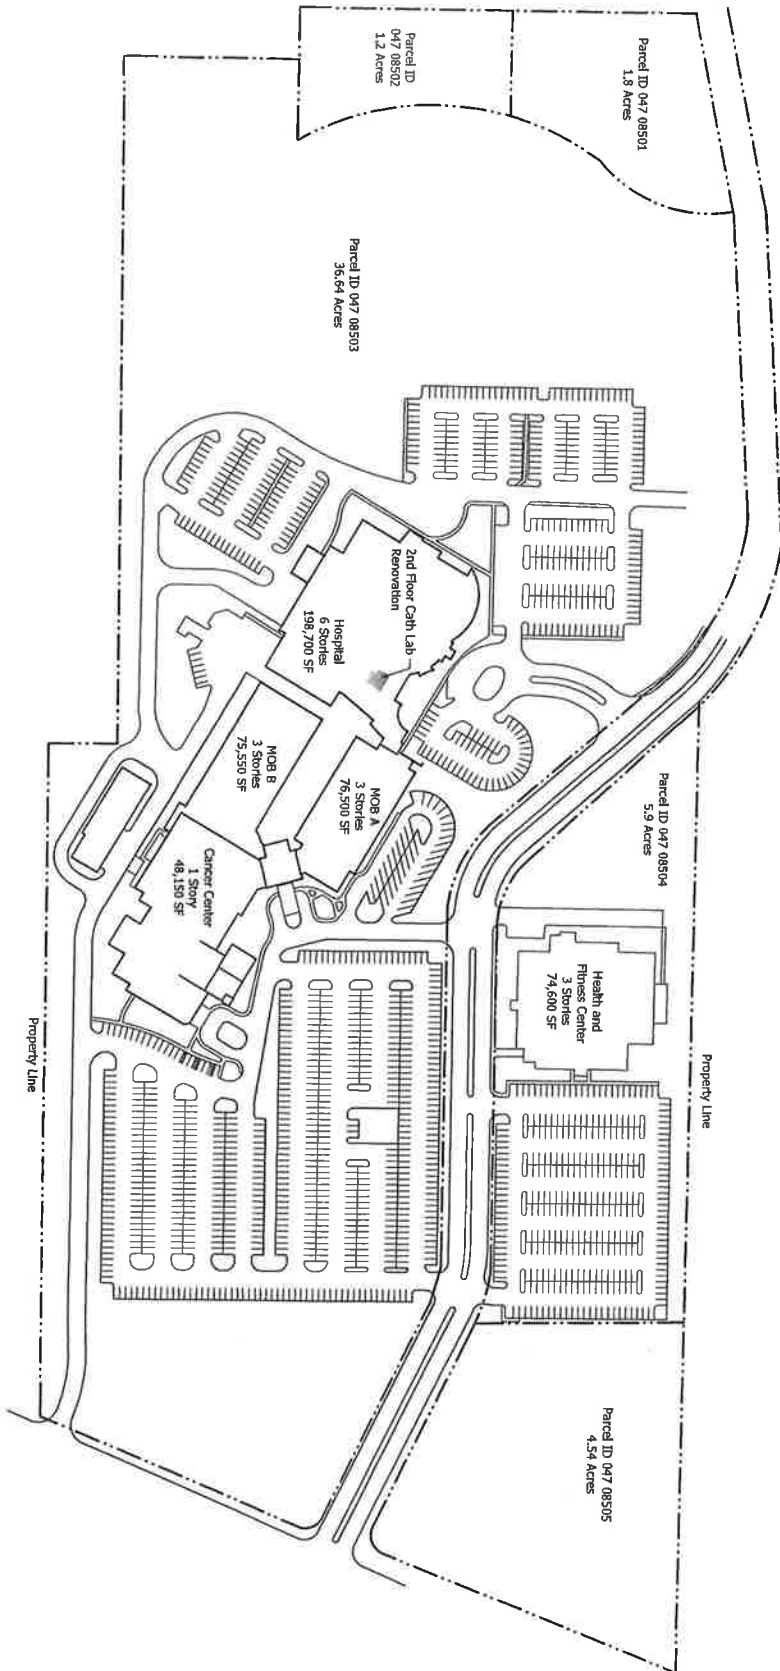 Parcel ID 047 08501
1.8 Acres
Parcel ID
047 08502
1.2 Acres
Parcel ID 047 08503
36.64 Acres
2nd Floor Cath Lab
Renovation
Hospital
6 Stories
198,700 SF
MOB A
3 Stories
76,500 SF
MOB B
3 Stories
75,550 SF
Cancer Center
1 Story
48,150 SF
Parcel ID 047 08504
5.9 Acres
Health and
Fitness Center
3 Stories
74,600 SF
Property Line
Property Line
Parcel ID 047 08505
4.54 Acres